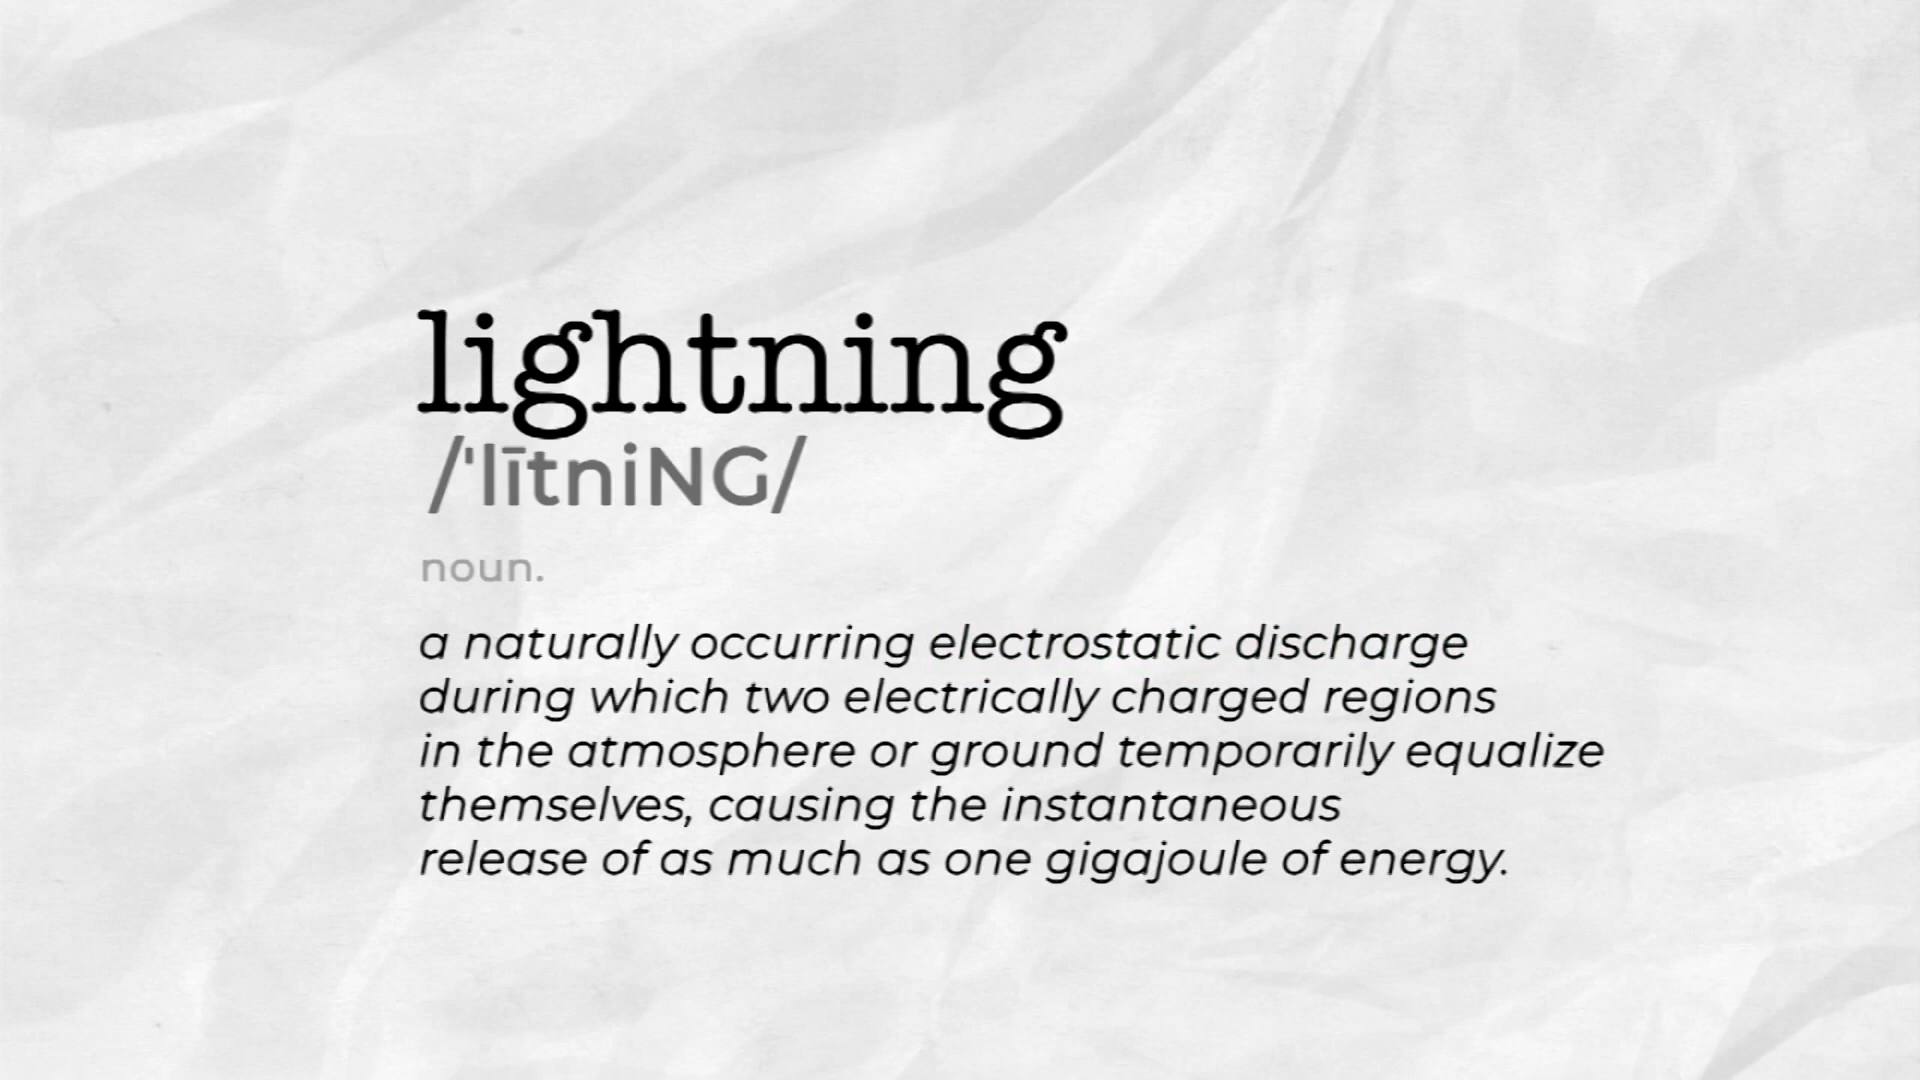 lightning
/'lītniNG/
noun.
a naturally occurring electrostatic discharge
during which two electrically charged regions
in the atmosphere or ground temporarily equalize
themselves, causing the instantaneous
release of as much as one gigajoule of energy.